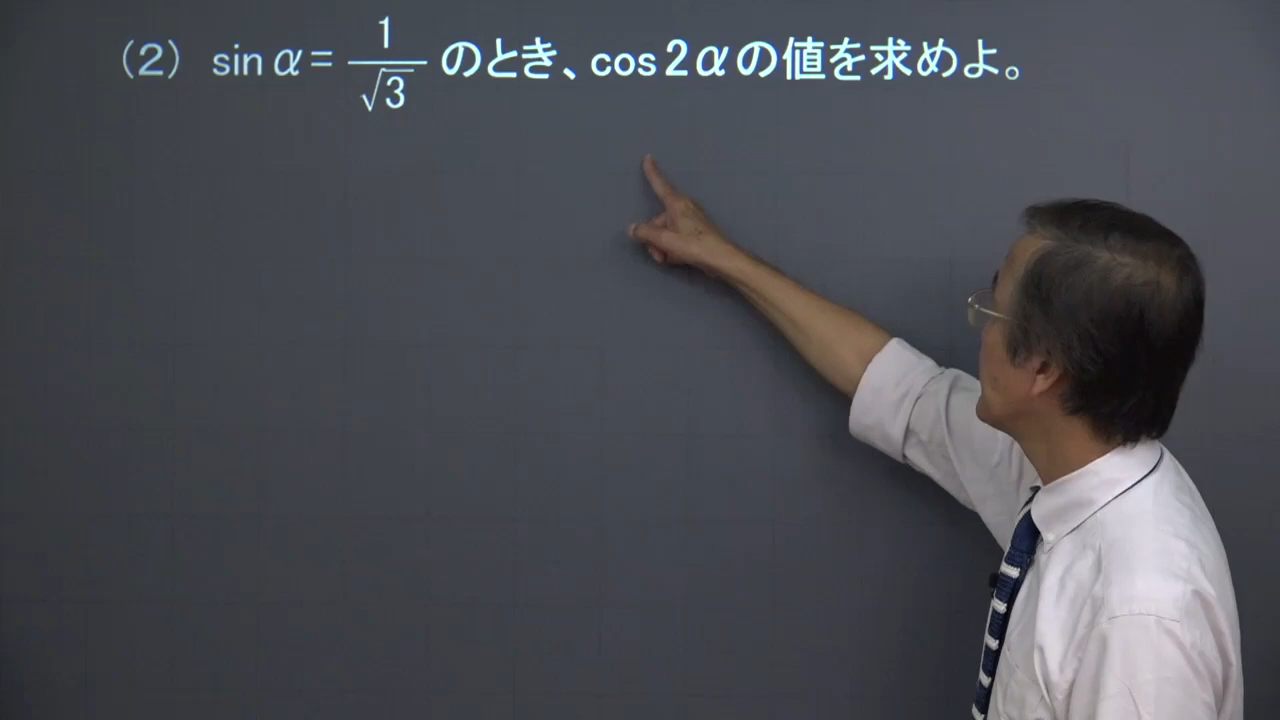 (2) sin α = 1/√3 のとき、cos 2α の値を求めよ。